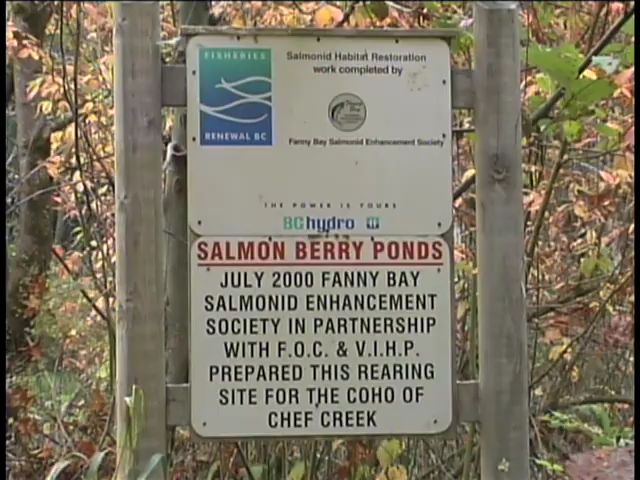 FISHERIES
RENEWAL BC
Salmonid Habitat Restoration
work completed by
Fanny Bay Salmonid Enhancement Society
THE POWER IS YOURS
BC hydro
SALMON BERRY PONDS
JULY 2000 FANNY BAY
SALMONID ENHANCEMENT
SOCIETY IN PARTNERSHIP
WITH F.O.C. & V.I.H.P.
PREPARED THIS REARING
SITE FOR THE COHO OF
CHEF CREEK